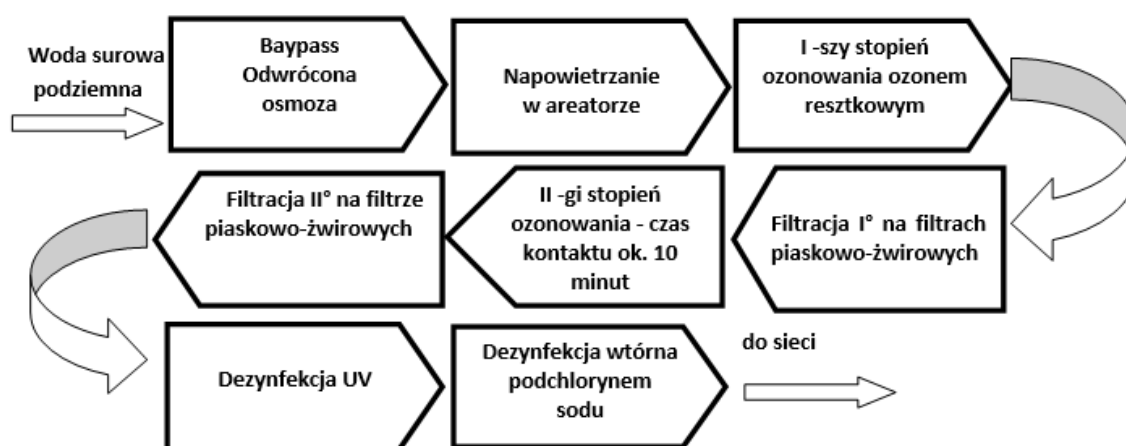 Woda surowa
podziemna
Baypass
Odwrócona
osmoza
Napowietrzanie
w areatorze
I -szy stopień
ozonowania ozonem
resztkowym
Filtracja I° na filtrach
piaskowo-żwirowych
II -gi stopień
ozonowania - czas
kontaktu ok. 10
minut
Filtracja II° na filtrze
piaskowo-żwirowych
Dezynfekcja UV
Dezynfekcja wtórna
podchlorynem
sodu
do sieci